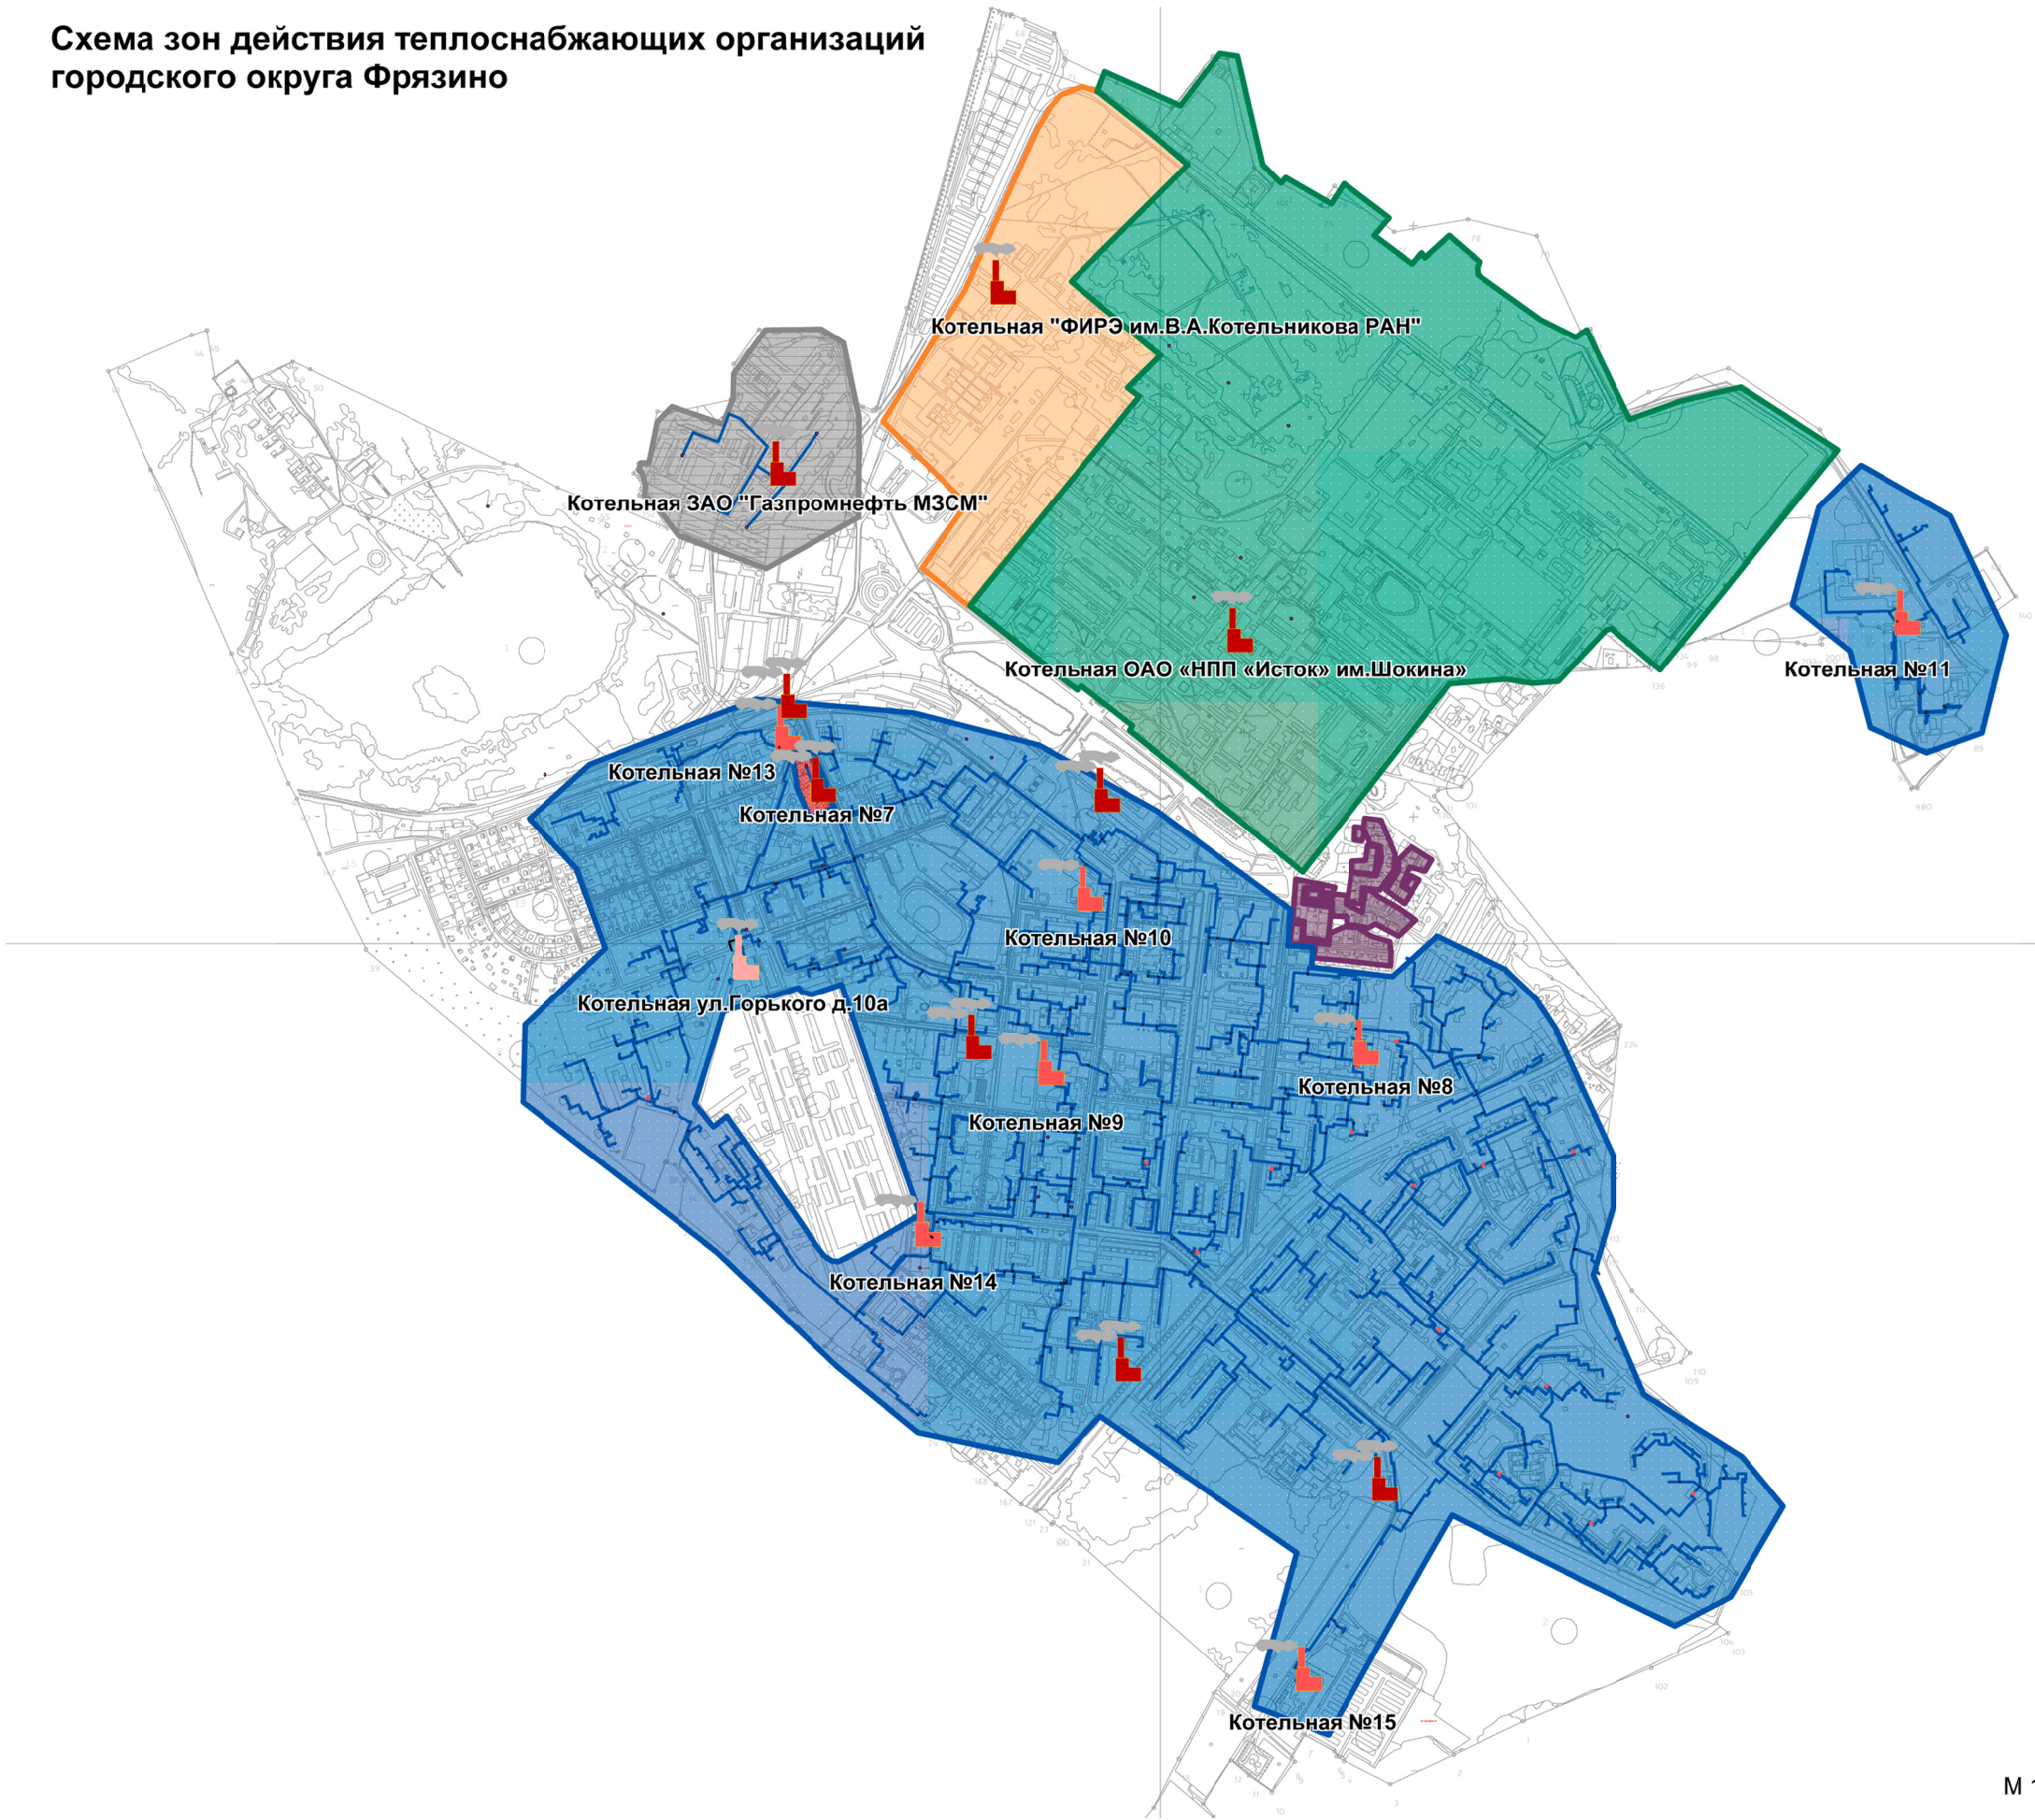 Схема зон действия теплоснабжающих организаций
городского округа Фрязино
Котельная "ФИРЭ им.В.А.Котельникова РАН"
Котельная ЗАО "Газпромнефть МЗСМ"
Котельная ОАО «НПП «Исток» им.Шокина»
Котельная №11
Котельная №13
Котельная №7
Котельная №10
Котельная ул.Горького д.10а
Котельная №8
Котельная №9
Котельная №14
Котельная №15
М 1